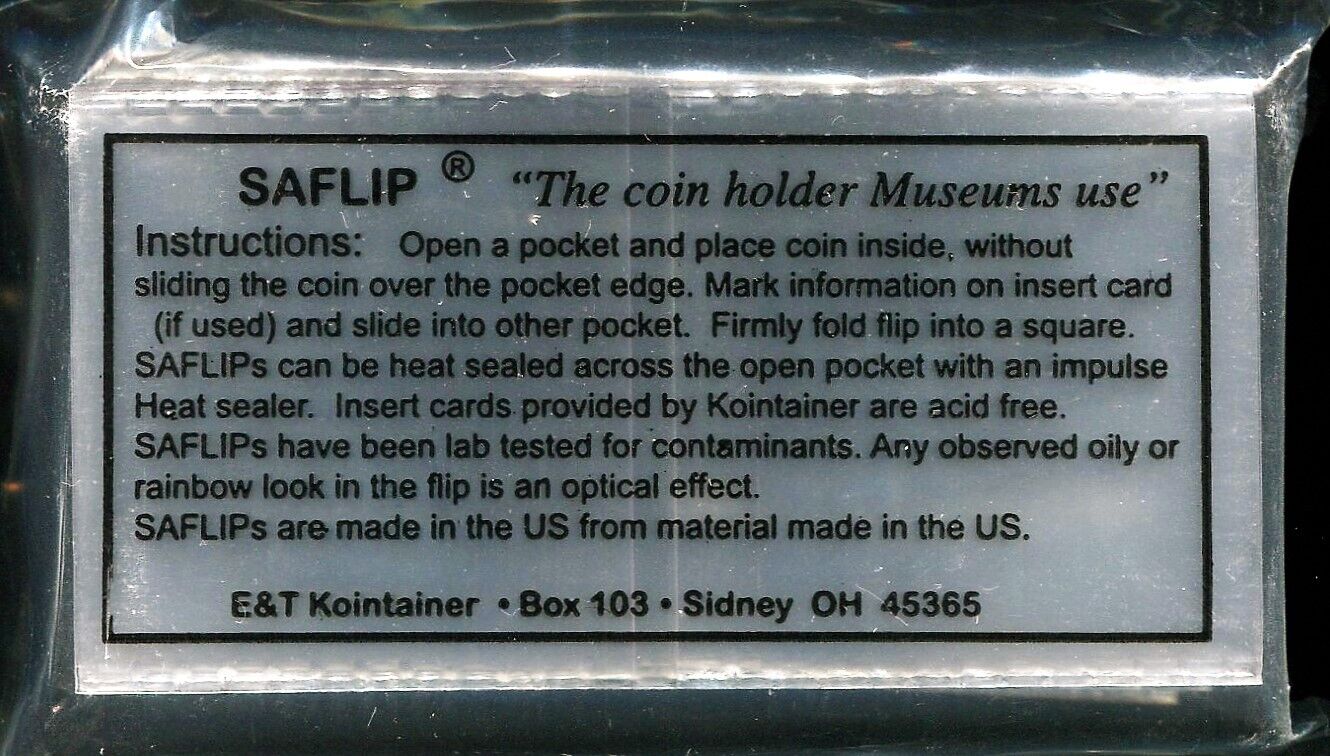 SAFLIP ® “The coin holder Museums use”
Instructions: Open a pocket and place coin inside, without
sliding the coin over the pocket edge. Mark information on insert card
(if used) and slide into other pocket. Firmly fold flip into a square.
SAFLIPs can be heat sealed across the open pocket with an impulse
Heat sealer. Insert cards provided by Kointainer are acid free.
SAFLIPs have been lab tested for contaminants. Any observed oily or
rainbow look in the flip is an optical effect.
SAFLIPs are made in the US from material made in the US.
E&T Kointainer • Box 103 • Sidney OH 45365